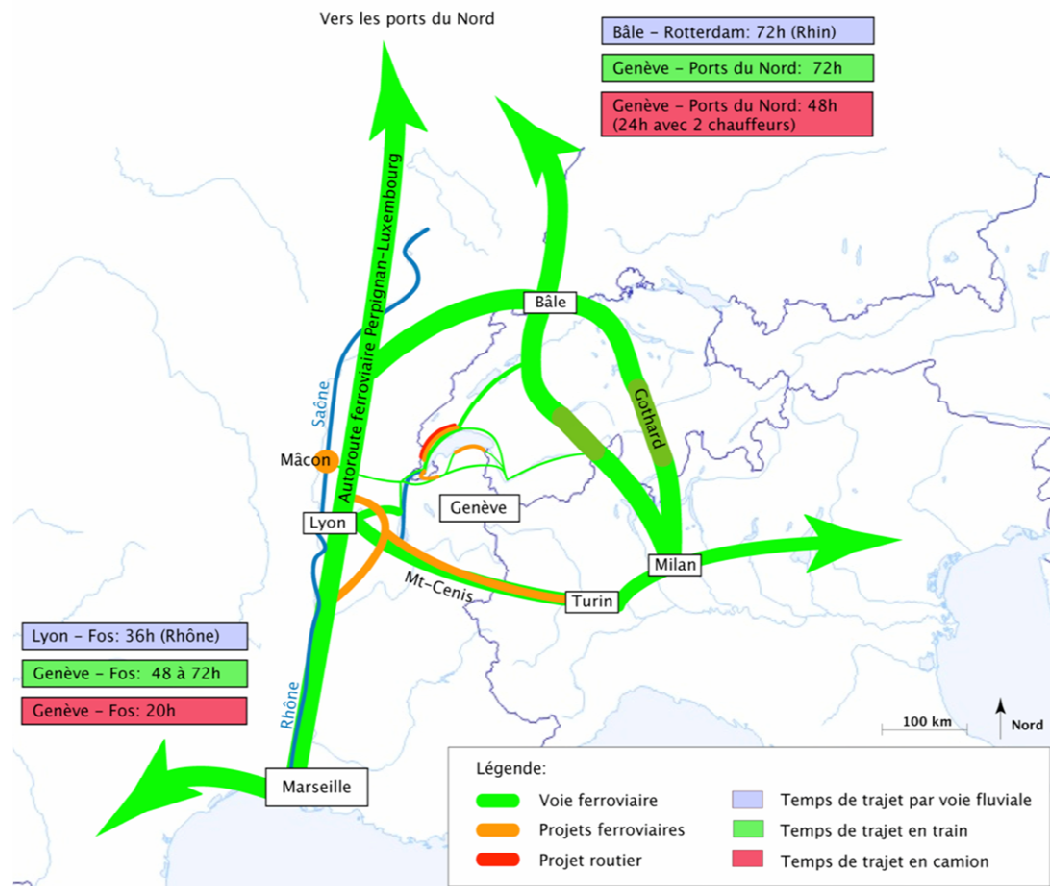 Vers les ports du Nord
Bâle – Rotterdam: 72h (Rhin)
Genève – Ports du Nord: 72h
Genève – Ports du Nord: 48h
(24h avec 2 chauffeurs)
Autoroute ferroviaire Perpignan-Luxembourg
Bâle
Saône
Gothard
Mâcon
Genève
Lyon
Milan
Mt-Cenis
Turin
Lyon – Fos: 36h (Rhône)
Genève – Fos: 48 à 72h
Genève – Fos: 20h
Rhône
100 km
Nord
Marseille
Légende:
Voie ferroviaire
Projets ferroviaires
Projet routier
Temps de trajet par voie fluviale
Temps de trajet en train
Temps de trajet en camion